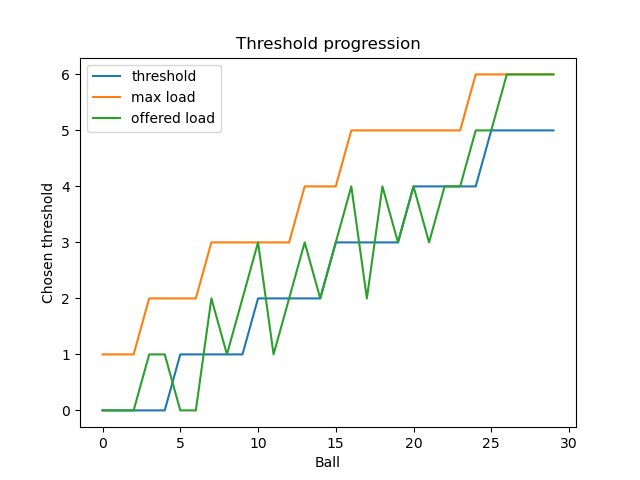 Threshold progression
threshold
max load
offered load
Chosen threshold
6
5
4
3
2
1
0
0 5 10 15 20 25 30
Ball